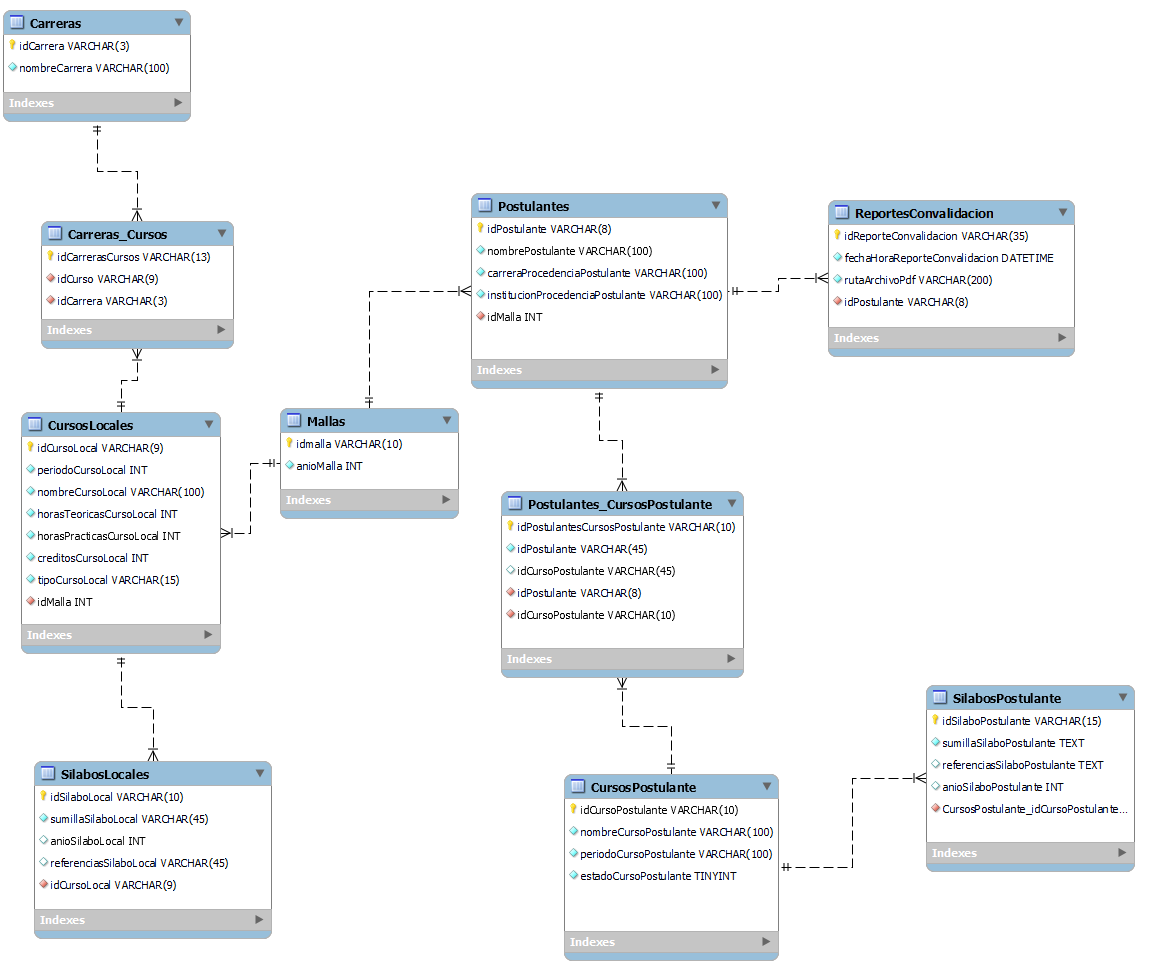 Carreras
idCarrera VARCHAR(3)
nombreCarrera VARCHAR(100)
Indexes
Carreras_Cursos
idCarrerasCursos VARCHAR(13)
idCurso VARCHAR(9)
idCarrera VARCHAR(3)
Indexes
CursosLocales
idCursoLocal VARCHAR(9)
periodoCursoLocal INT
nombreCursoLocal VARCHAR(100)
horasTeoricasCursoLocal INT
horasPracticasCursoLocal INT
creditosCursoLocal INT
tipoCursoLocal VARCHAR(15)
idMalla INT
Indexes
SilabosLocales
idSilaboLocal VARCHAR(10)
sumillaSilaboLocal VARCHAR(45)
anioSilaboLocal INT
referenciasSilaboLocal VARCHAR(45)
idCursoLocal VARCHAR(9)
Indexes
Mallas
idmalla VARCHAR(10)
anioMalla INT
Indexes
Postulantes
idPostulante VARCHAR(8)
nombrePostulante VARCHAR(100)
carreraProcedenciaPostulante VARCHAR(100)
institucionProcedenciaPostulante VARCHAR(100)
idMalla INT
Indexes
ReportesConvalidacion
idReporteConvalidacion VARCHAR(35)
fechaHoraReporteConvalidacion DATETIME
rutaArchivoPdf VARCHAR(200)
idPostulante VARCHAR(8)
Indexes
Postulantes_CursosPostulante
idPostulantesCursosPostulante VARCHAR(10)
idPostulante VARCHAR(45)
idCursoPostulante VARCHAR(45)
idPostulante VARCHAR(8)
idCursoPostulante VARCHAR(10)
Indexes
CursosPostulante
idCursoPostulante VARCHAR(10)
nombreCursoPostulante VARCHAR(100)
periodoCursoPostulante VARCHAR(100)
estadoCursoPostulante TINYINT
Indexes
SilabosPostulante
idSilaboPostulante VARCHAR(15)
sumillaSilaboPostulante TEXT
referenciasSilaboPostulante TEXT
anioSilaboPostulante INT
CursosPostulante_idCursoPostulante...
Indexes